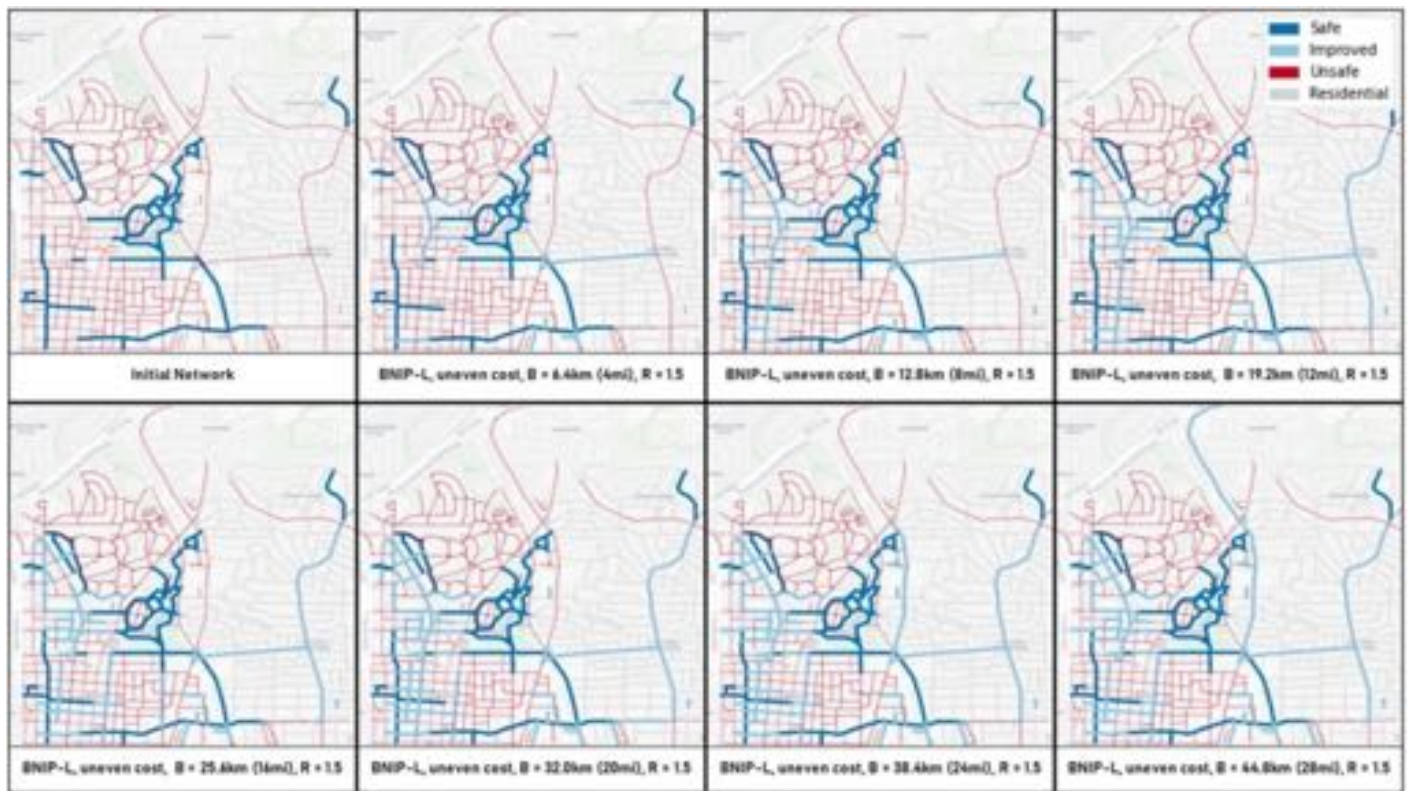 Safe
Improved
Unsafe
Residential
Initial Network
BNIP-L, uneven cost, B = 6.4km (4mi), R = 1.5
BNIP-L, uneven cost, B = 12.8km (8mi), R = 1.5
BNIP-L, uneven cost, B = 19.2km (12mi), R = 1.5
BNIP-L, uneven cost, B = 25.6km (16mi), R = 1.5
BNIP-L, uneven cost, B = 32.0km (20mi), R = 1.5
BNIP-L, uneven cost, B = 38.4km (24mi), R = 1.5
BNIP-L, uneven cost, B = 44.8km (28mi), R = 1.5